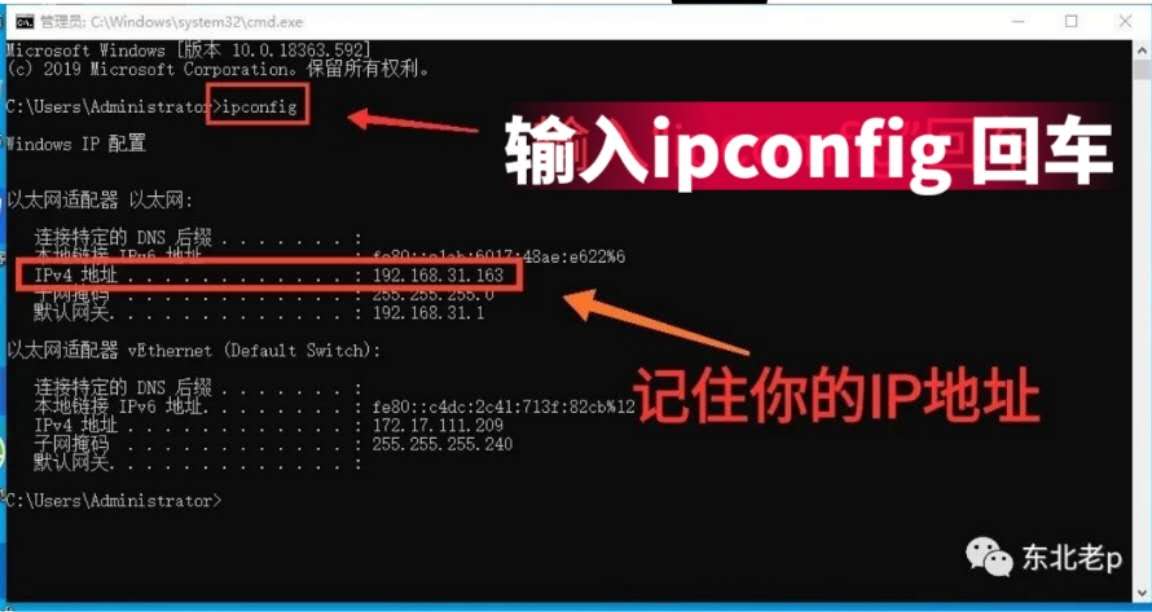 管理员: C:\Windows\system32\cmd.exe
Microsoft Windows [版本 10.0.18363.592]
(c) 2019 Microsoft Corporation。保留所有权利。
C:\Users\Administrator>ipconfig
输入ipconfig 回车
Windows IP 配置
以太网适配器 以太网:
连接特定的 DNS 后缀 . . . . . . . :
本地链接 IPv6 地址. . . . . . . . : fe80::
48ae:e622%6
IPv4 地址 . . . . . . . . . . . . : 192.168.31.163
子网掩码 . . . . . . . . . . . . : 255.255.255.0
默认网关. . . . . . . . . . . . . : 192.168.31.1
以太网适配器 vEthernet (Default Switch):
记住你的IP地址
连接特定的 DNS 后缀 . . . . . . . :
本地链接 IPv6 地址. . . . . . . . : fe80::c4dc:2c41:713f:82cb%12
IPv4 地址 . . . . . . . . . . . . : 172.17.111.209
子网掩码 . . . . . . . . . . . . : 255.255.255.240
默认网关. . . . . . . . . . . . . :
C:\Users\Administrator>
东北老p